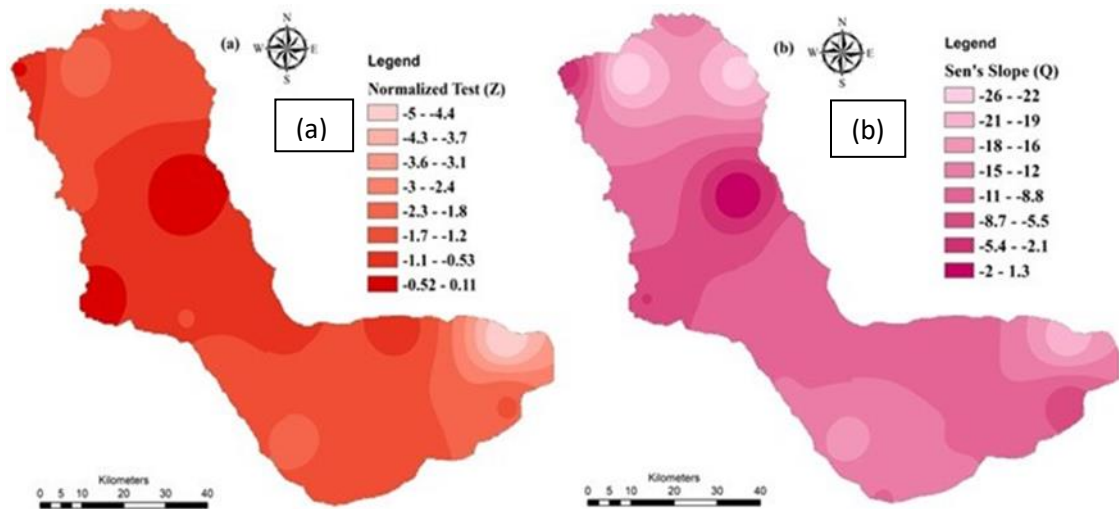 (a)
N
W E
S
Legend
Normalized Test (Z)
-5 - -4.4
-4.3 - -3.7
-3.6 - -3.1
-3 - -2.4
-2.3 - -1.8
-1.7 - -1.2
-1.1 - -0.53
-0.52 - 0.11
(a)
Kilometers
0 5 10 20 30 40
(b)
N
W E
S
Legend
Sen's Slope (Q)
-26 - -22
-21 - -19
-18 - -16
-15 - -12
-11 - -8.8
-8.7 - -5.5
-5.4 - -2.1
-2 - 1.3
(b)
Kilometers
0 5 10 20 30 40